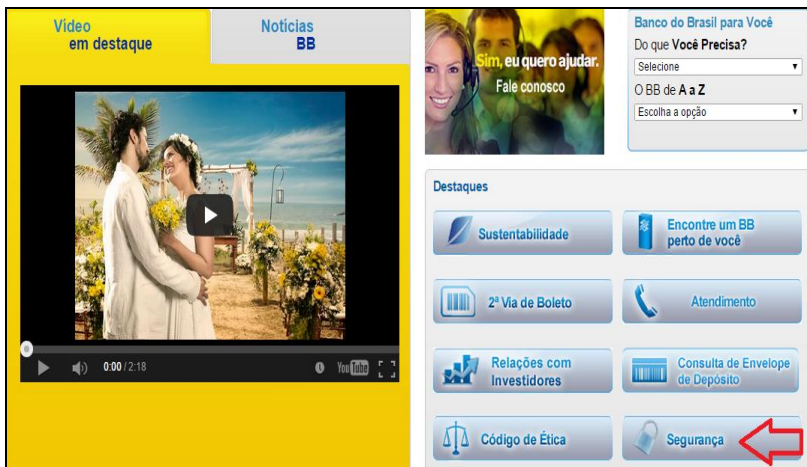 Vídeo
em destaque
Notícias
BB
0:00 / 2:18
YouTube
Sim, eu quero ajudar.
Fale conosco
Banco do Brasil para Você
Do que Você Precisa?
Selecione
O BB de A a Z
Escolha a opção
Destaques
Sustentabilidade
Encontre um BB
perto de você
2ª Via de Boleto
Atendimento
Relações com
Investidores
Consulta de Envelope
de Depósito
Código de Ética
Segurança